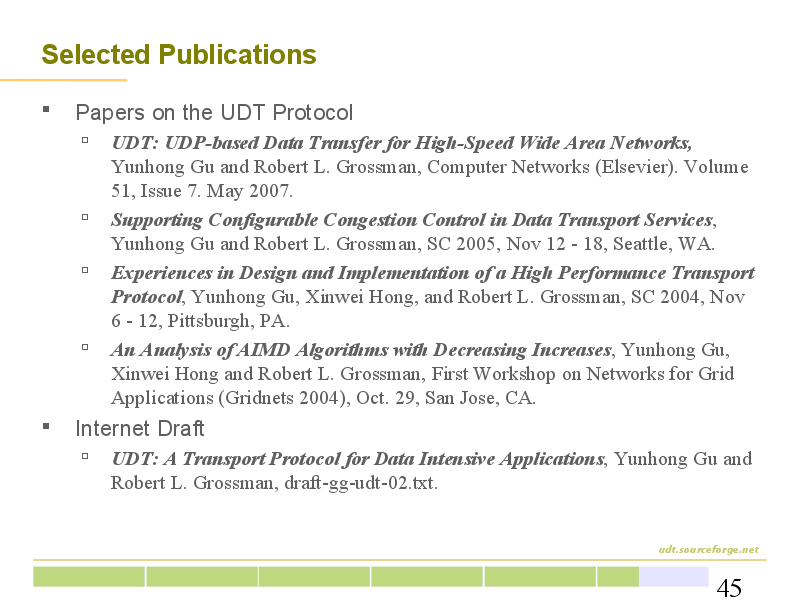 Selected Publications
Papers on the UDT Protocol
UDT: UDP-based Data Transfer for High-Speed Wide Area Networks,
Yunhong Gu and Robert L. Grossman, Computer Networks (Elsevier). Volume
51, Issue 7. May 2007.
Supporting Configurable Congestion Control in Data Transport Services,
Yunhong Gu and Robert L. Grossman, SC 2005, Nov 12 - 18, Seattle, WA.
Experiences in Design and Implementation of a High Performance Transport
Protocol, Yunhong Gu, Xinwei Hong, and Robert L. Grossman, SC 2004, Nov
6 - 12, Pittsburgh, PA.
An Analysis of AIMD Algorithms with Decreasing Increases, Yunhong Gu,
Xinwei Hong and Robert L. Grossman, First Workshop on Networks for Grid
Applications (Gridnets 2004), Oct. 29, San Jose, CA.
Internet Draft
UDT: A Transport Protocol for Data Intensive Applications, Yunhong Gu and
Robert L. Grossman, draft-gg-udt-02.txt.
udt.sourceforge.net
45